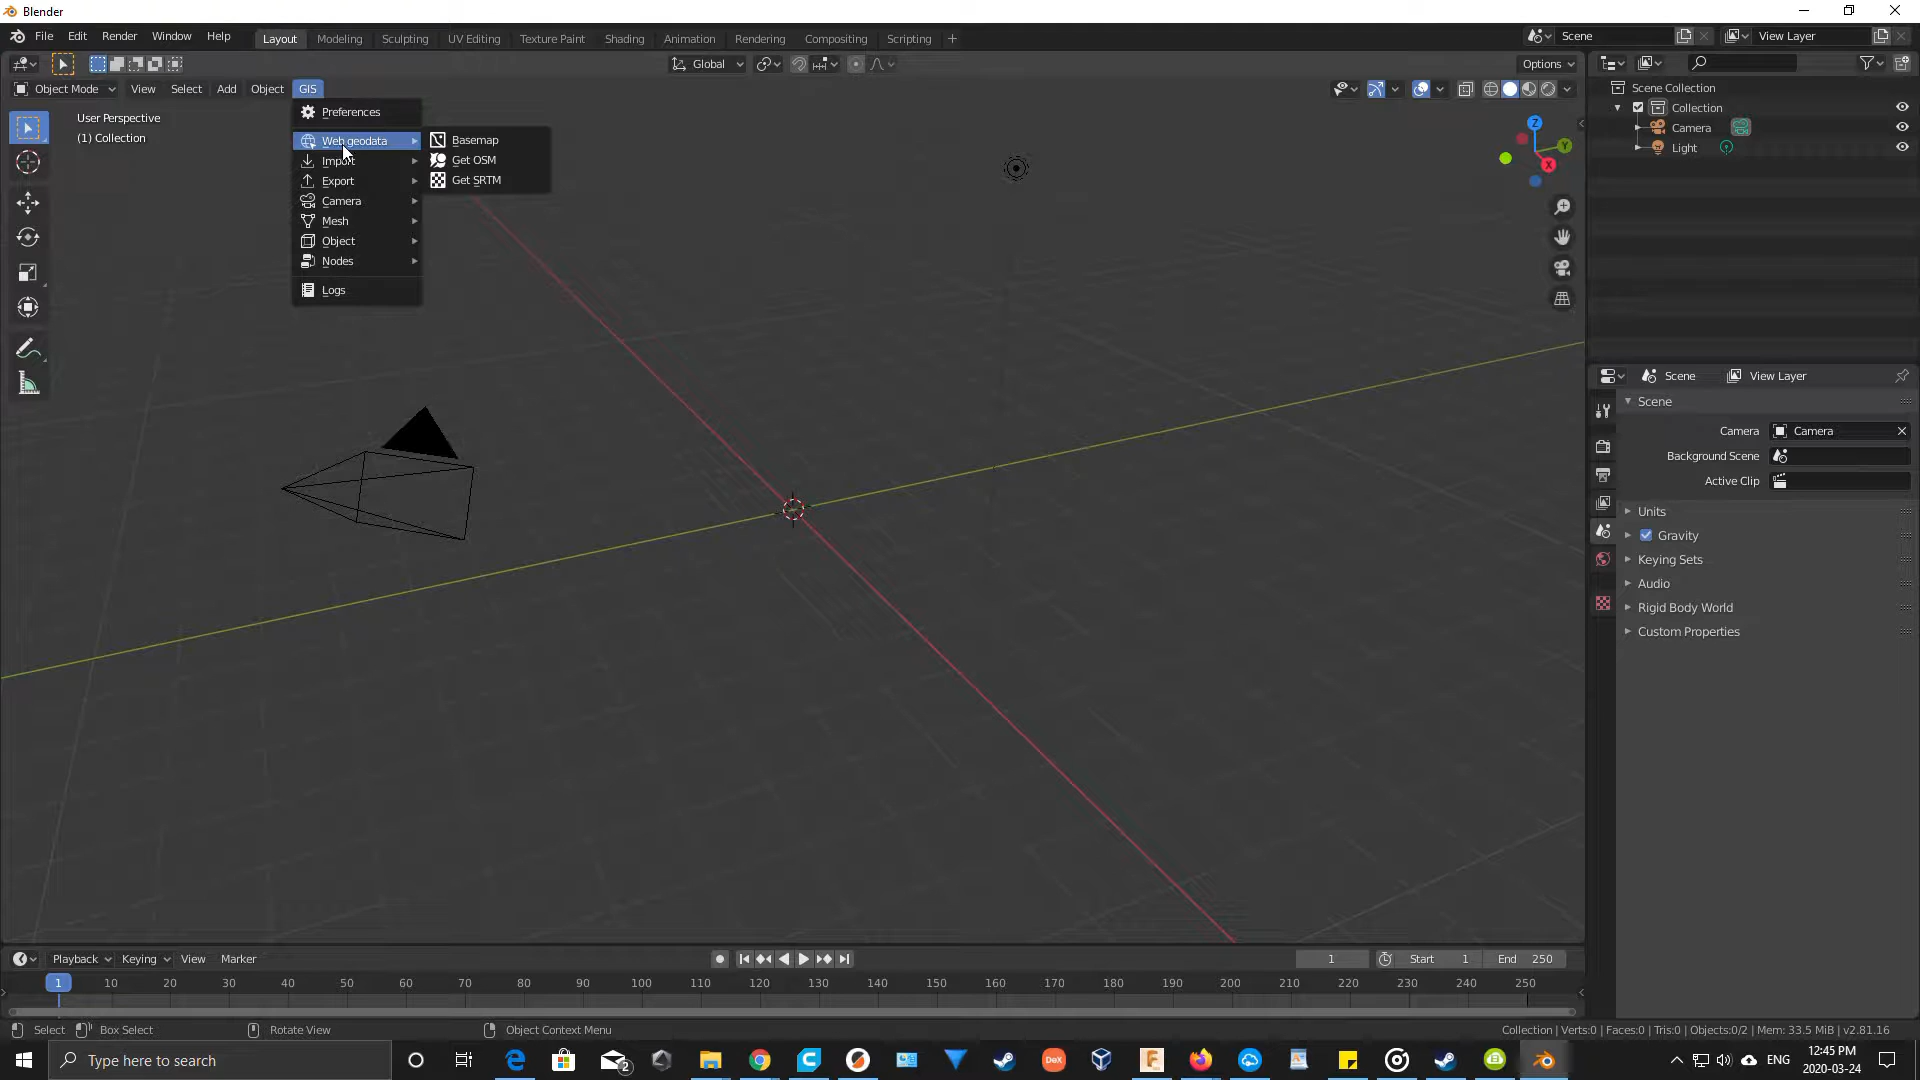 Blender
File Edit Render Window Help Layout Modeling Sculpting UV Editing Texture Paint Shading Animation Rendering Compositing Scripting + Scene View Layer
Global Options
Object Mode View Select Add Object GIS
User Perspective
(1) Collection
Preferences
Web geodata
Import
Export
Camera
Mesh
Object
Nodes
Logs
Basemap
Get OSM
Get SRTM
Z
Y
X
Scene Collection
Collection
Camera
Light
Scene View Layer
Scene
Camera Camera
Background Scene
Active Clip
Units
Gravity
Keying Sets
Audio
Rigid Body World
Custom Properties
Playback Keying View Marker 1 Start 1 End 250
1 10 20 30 40 50 60 70 80 90 100 110 120 130 140 150 160 170 180 190 200 210 220 230 240 250
Select Box Select Rotate View Object Context Menu Collection | Verts:0 | Faces:0 | Tris:0 | Objects:0/2 | Mem: 33.5 MiB | v2.81.16
Type here to search 2 DeX ENG 12:45 PM
2020-03-24